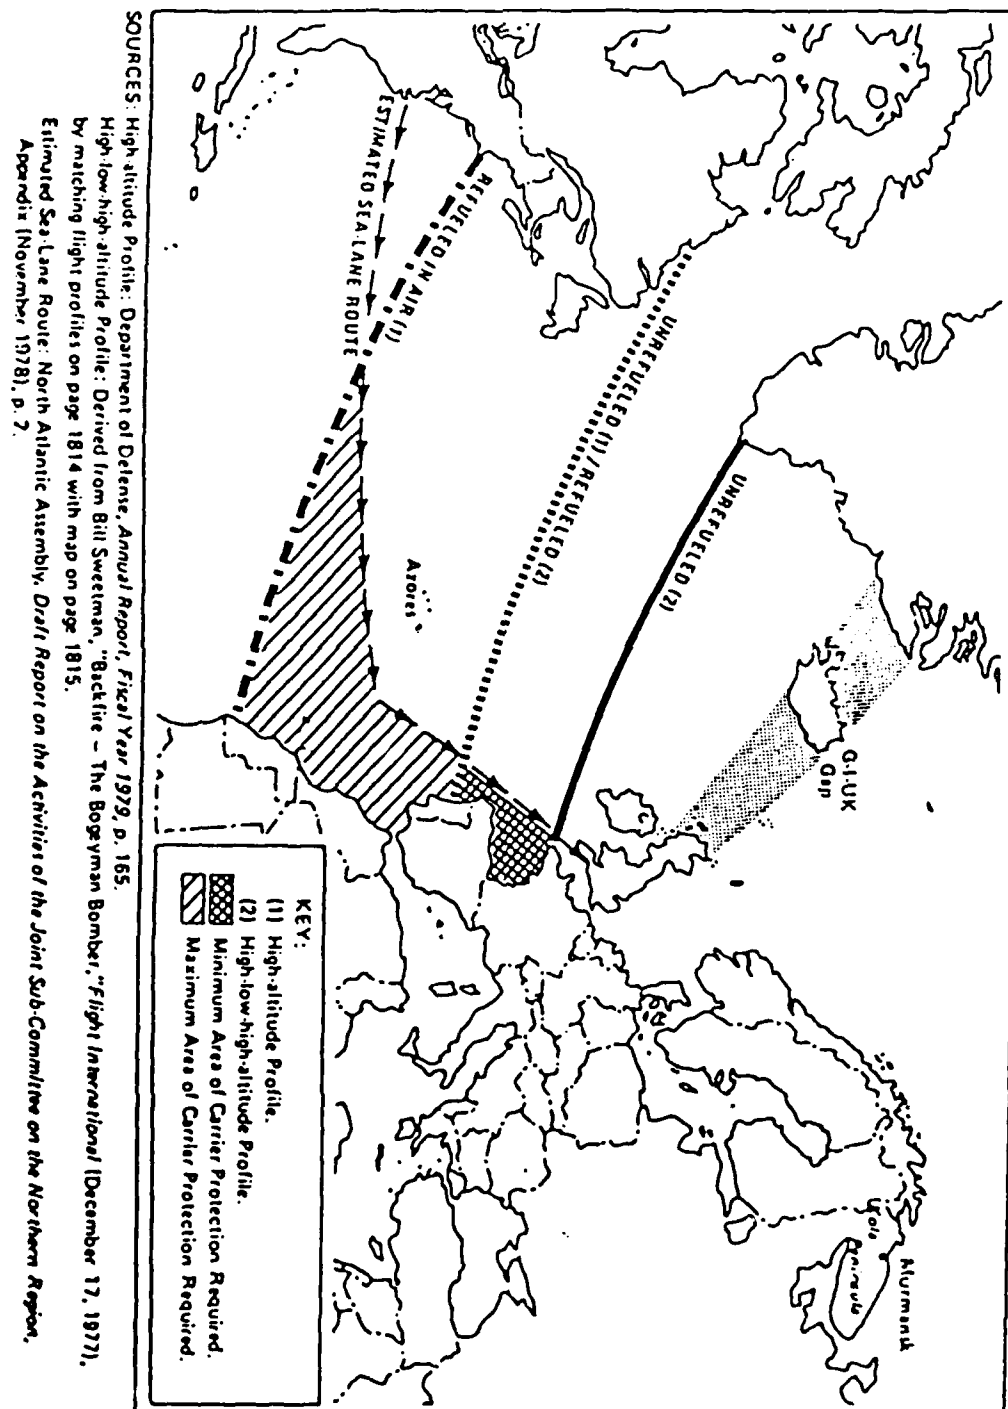 Murmansk
Kola
Peninsula
G-I-UK
Gap
UNREFUELED (2)
UNREFUELED (1) / REFUELED (2)
Azores
REFUELED IN AIR (1)
ESTIMATED SEA-LANE ROUTE
KEY:
(1) High-altitude Profile.
(2) High-low-high-altitude Profile.
Minimum Area of Carrier Protection Required.
Maximum Area of Carrier Protection Required.
SOURCES: High-altitude Profile: Department of Defense, Annual Report, Fiscal Year 1979, p. 165.
High-low-high-altitude Profile: Derived from Bill Sweetman, "Backfire – The Bogeyman Bomber," Flight International (December 17, 1977),
by matching flight profiles on page 1814 with map on page 1815.
Estimated Sea-Lane Route: North Atlantic Assembly, Draft Report on the Activities of the Joint Sub-Committee on the Northern Region,
Appendix (November 1978), p. 7.